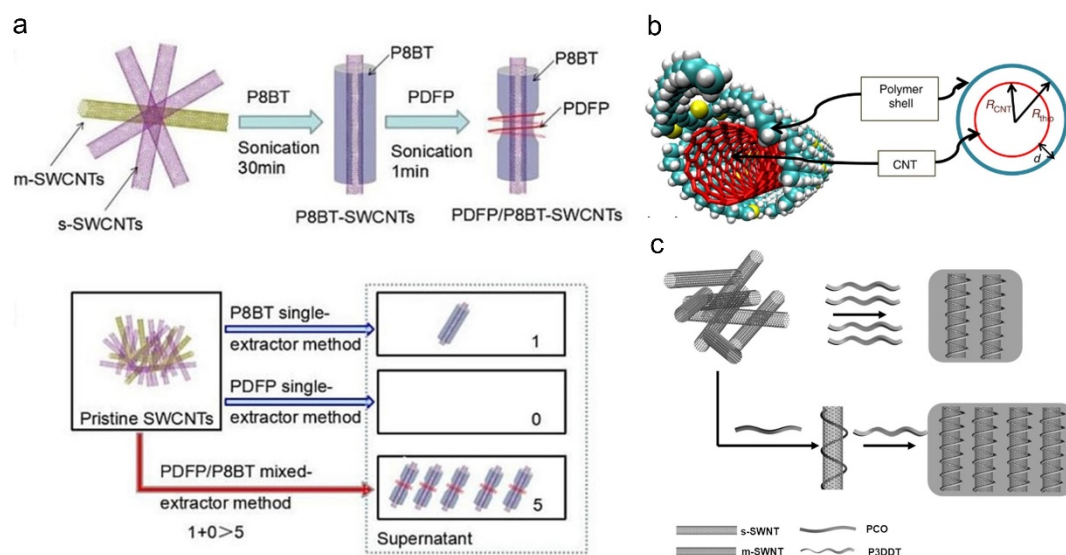 a
P8BT
P8BT
P8BT
PDFP
PDFP
Sonication
30min
Sonication
1min
m-SWCNTs
s-SWCNTs
P8BT-SWCNTs
PDFP/P8BT-SWCNTs
P8BT single-
extractor method
1
PDFP single-
extractor method
0
Pristine SWCNTs
PDFP/P8BT mixed-
extractor method
5
1+0>5
Supernatant
b
Polymer
shell
CNT
R_CNT
R_thio
d
c
s-SWNT
PCO
m-SWNT
P3DDT